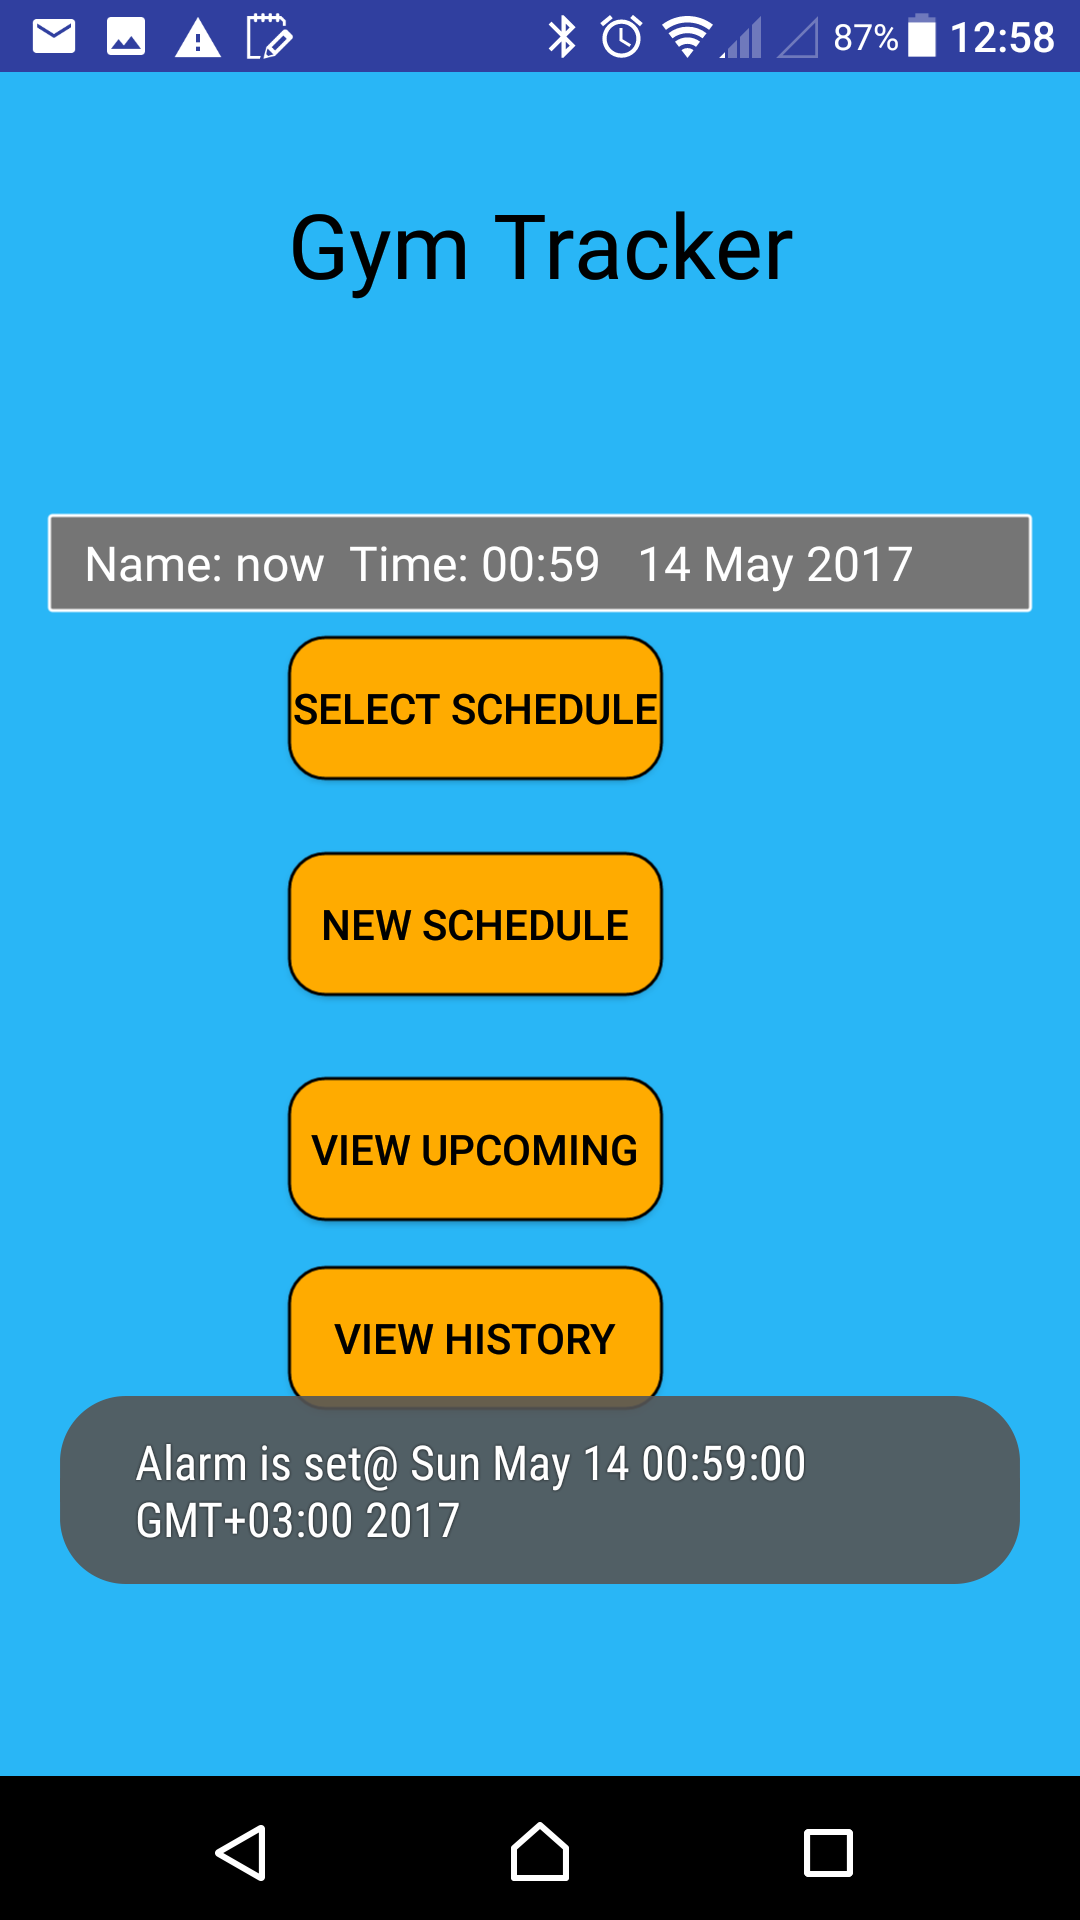 87% 12:58
Gym Tracker
Name: now  Time: 00:59   14 May 2017
SELECT SCHEDULE
NEW SCHEDULE
VIEW UPCOMING
VIEW HISTORY
Alarm is set@ Sun May 14 00:59:00
GMT+03:00 2017